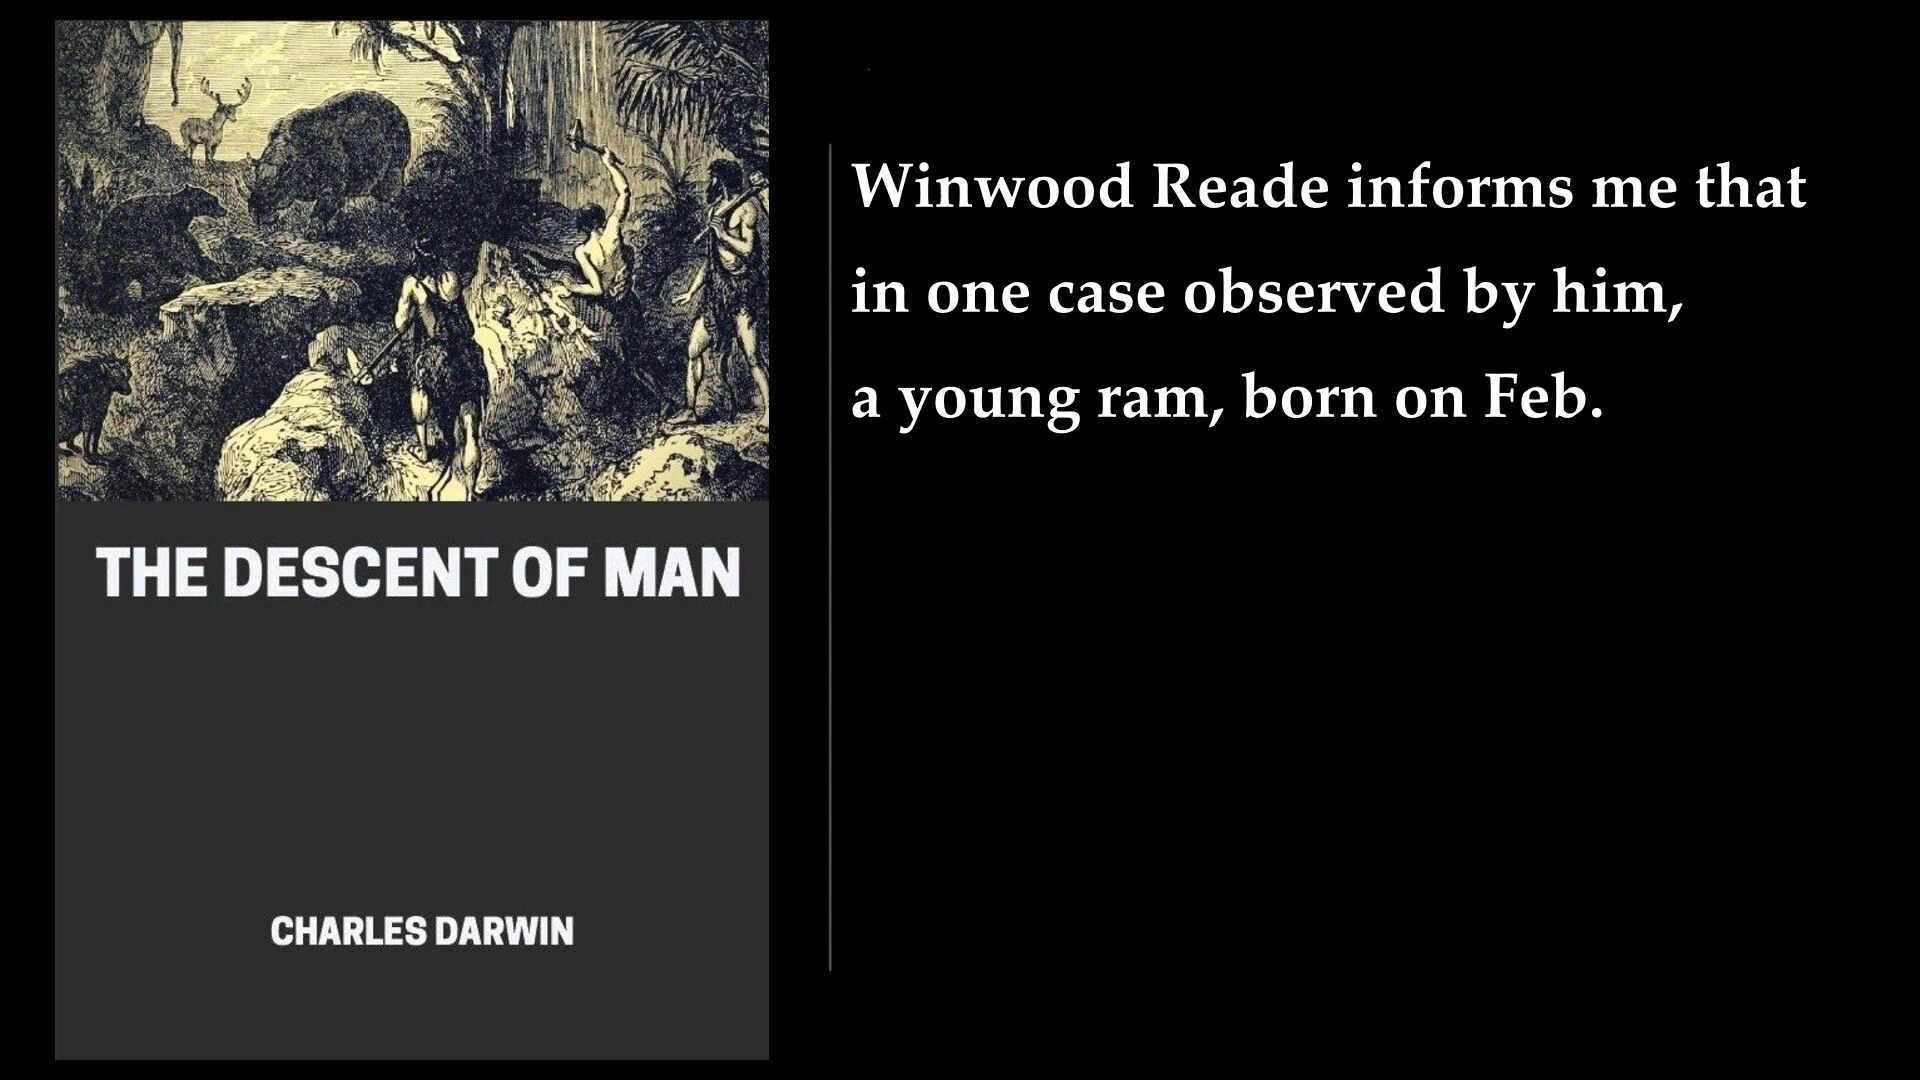 THE DESCENT OF MAN
CHARLES DARWIN
Winwood Reade informs me that
in one case observed by him,
a young ram, born on Feb.